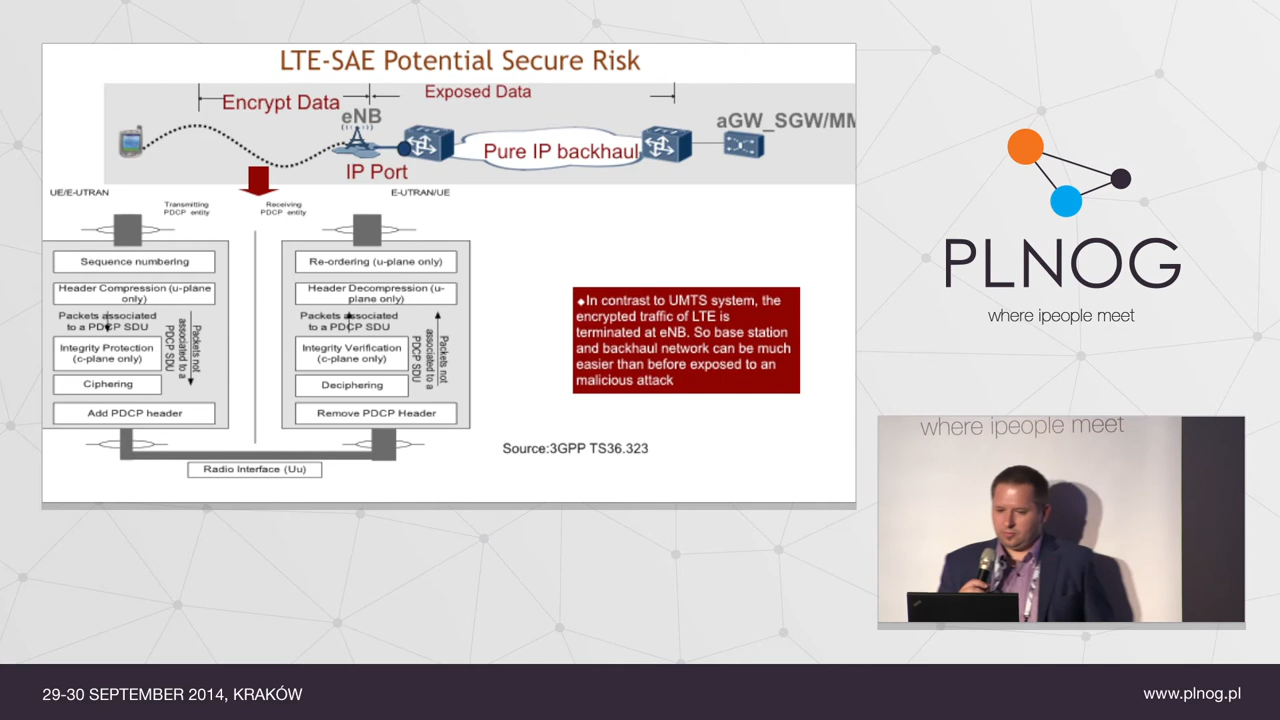 LTE-SAE Potential Secure Risk
Encrypt Data
Exposed Data
eNB
aGW_SGW/MM
Pure IP backhaul
IP Port
UE/E-UTRAN
E-UTRAN/UE
Transmitting
PDCP entity
Receiving
PDCP entity
Sequence numbering
Header Compression (u-plane
only)
Packets associated
to a PDCP SDU
Packets not
associated to a
PDCP SDU
Integrity Protection
(c-plane only)
Ciphering
Add PDCP header
Re-ordering (u-plane only)
Header Decompression (u-
plane only)
Packets associated
to a PDCP SDU
Packets not
associated to a
PDCP SDU
Integrity Verification
(c-plane only)
Deciphering
Remove PDCP Header
Radio Interface (Uu)
◆In contrast to UMTS system, the
encrypted traffic of LTE is
terminated at eNB. So base station
and backhaul network can be much
easier than before exposed to an
malicious attack
Source:3GPP TS36.323
PLNOG
where ipeople meet
where ipeople meet
29-30 SEPTEMBER 2014, KRAKÓW
www.plnog.pl